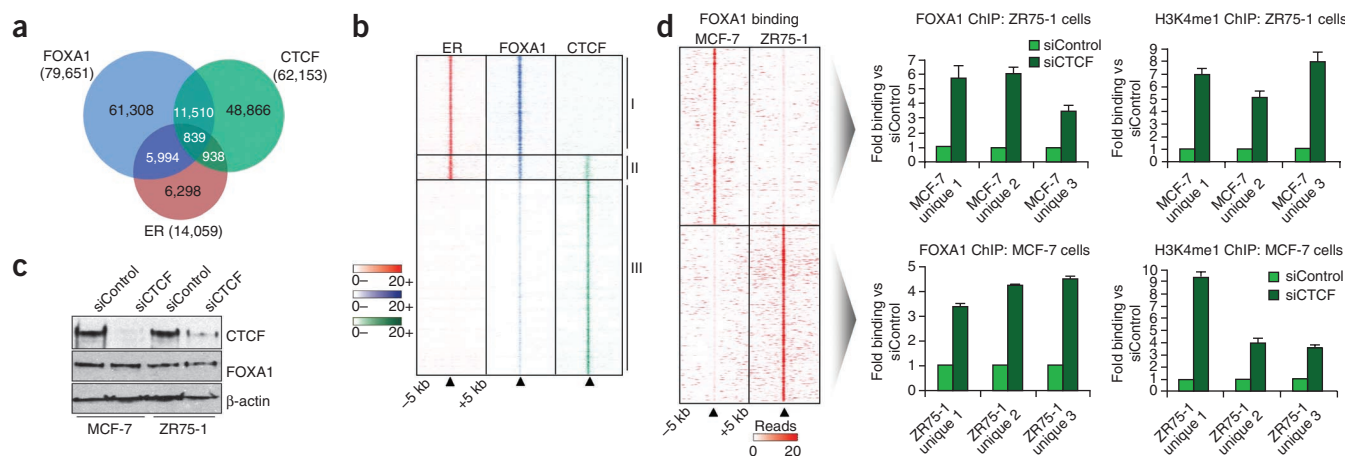 a
FOXA1
(79,651)
CTCF
(62,153)
61,308
11,510
48,866
839
5,994
938
6,298
ER (14,059)
b
ER
FOXA1
CTCF
I
II
III
0–
20+
0–
20+
0–
20+
–5 kb
+5 kb
c
siControl
siCTCF
siControl
siCTCF
CTCF
FOXA1
β-actin
MCF-7
ZR75-1
d
FOXA1 binding
MCF-7
ZR75-1
–5 kb
+5 kb
Reads
0
20
FOXA1 ChIP: ZR75-1 cells
siControl
siCTCF
Fold binding vs
siControl
7
6
5
4
3
2
1
0
MCF-7
unique 1
MCF-7
unique 2
MCF-7
unique 3
H3K4me1 ChIP: ZR75-1 cells
siControl
siCTCF
Fold binding vs
siControl
9
8
7
6
5
4
3
2
1
0
MCF-7
unique 1
MCF-7
unique 2
MCF-7
unique 3
FOXA1 ChIP: MCF-7 cells
Fold binding vs
siControl
5
4
3
2
1
0
ZR75-1
unique 1
ZR75-1
unique 2
ZR75-1
unique 3
H3K4me1 ChIP: MCF-7 cells
siControl
siCTCF
Fold binding vs
siControl
10
9
8
7
6
5
4
3
2
1
0
ZR75-1
unique 1
ZR75-1
unique 2
ZR75-1
unique 3